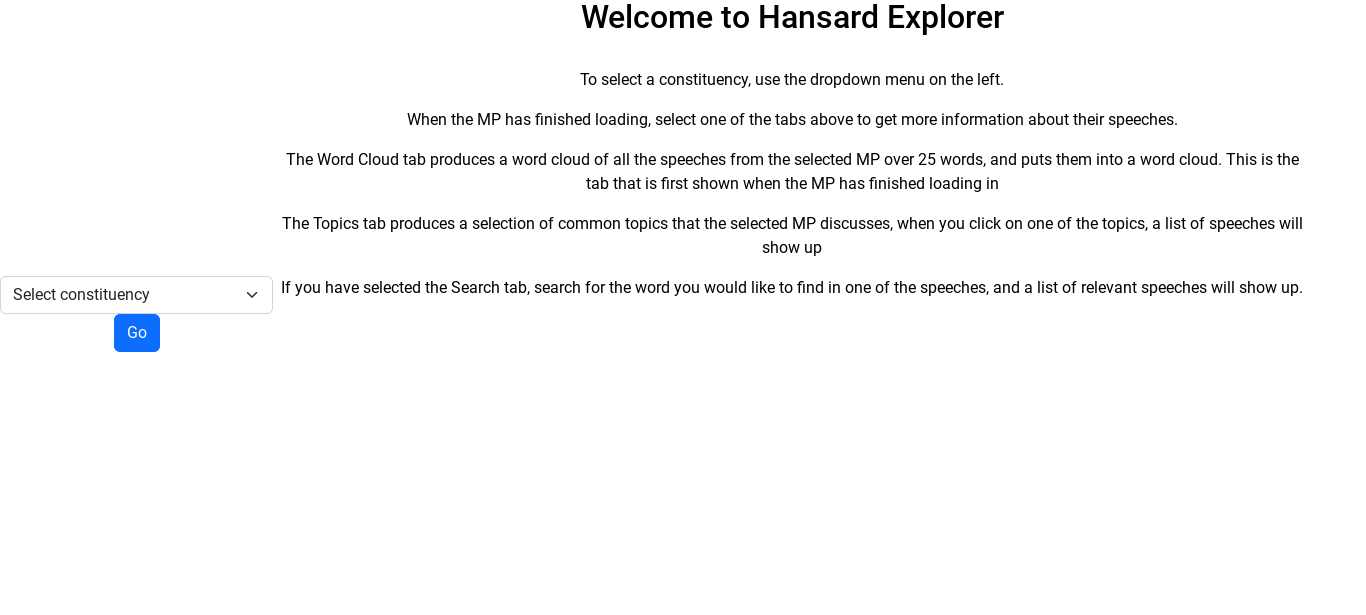 Welcome to Hansard Explorer
To select a constituency, use the dropdown menu on the left.
When the MP has finished loading, select one of the tabs above to get more information about their speeches.
The Word Cloud tab produces a word cloud of all the speeches from the selected MP over 25 words, and puts them into a word cloud. This is the
tab that is first shown when the MP has finished loading in
The Topics tab produces a selection of common topics that the selected MP discusses, when you click on one of the topics, a list of speeches will
show up
Select constituency
If you have selected the Search tab, search for the word you would like to find in one of the speeches, and a list of relevant speeches will show up.
Go